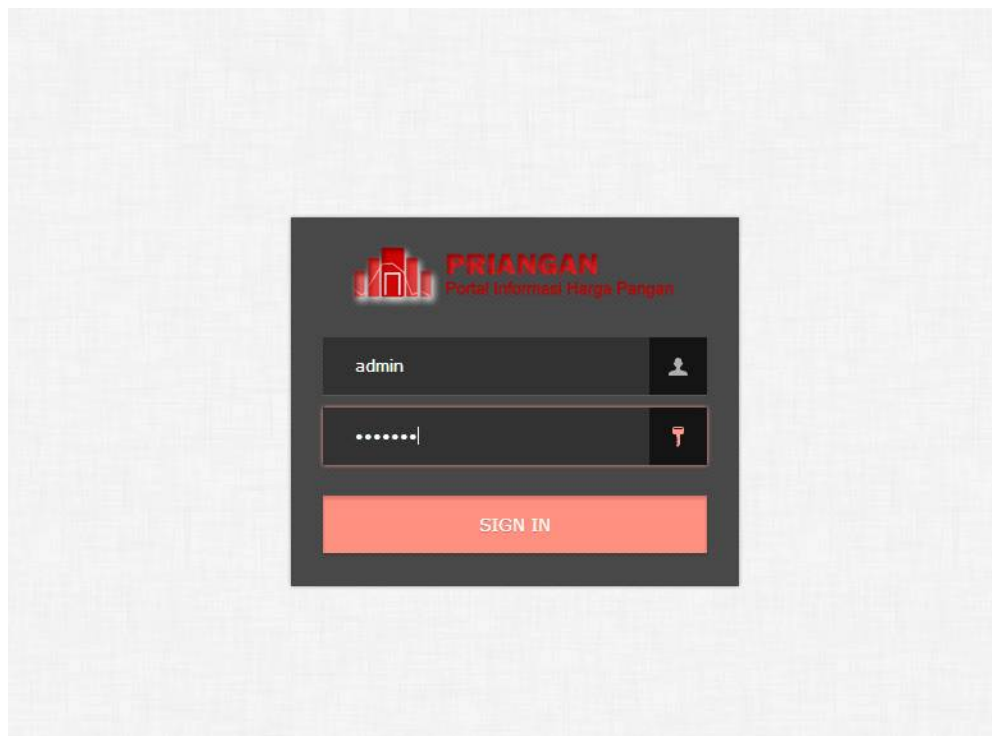 PRIANGAN
Portal Informasi Harga Pangan
admin
•••••••
SIGN IN